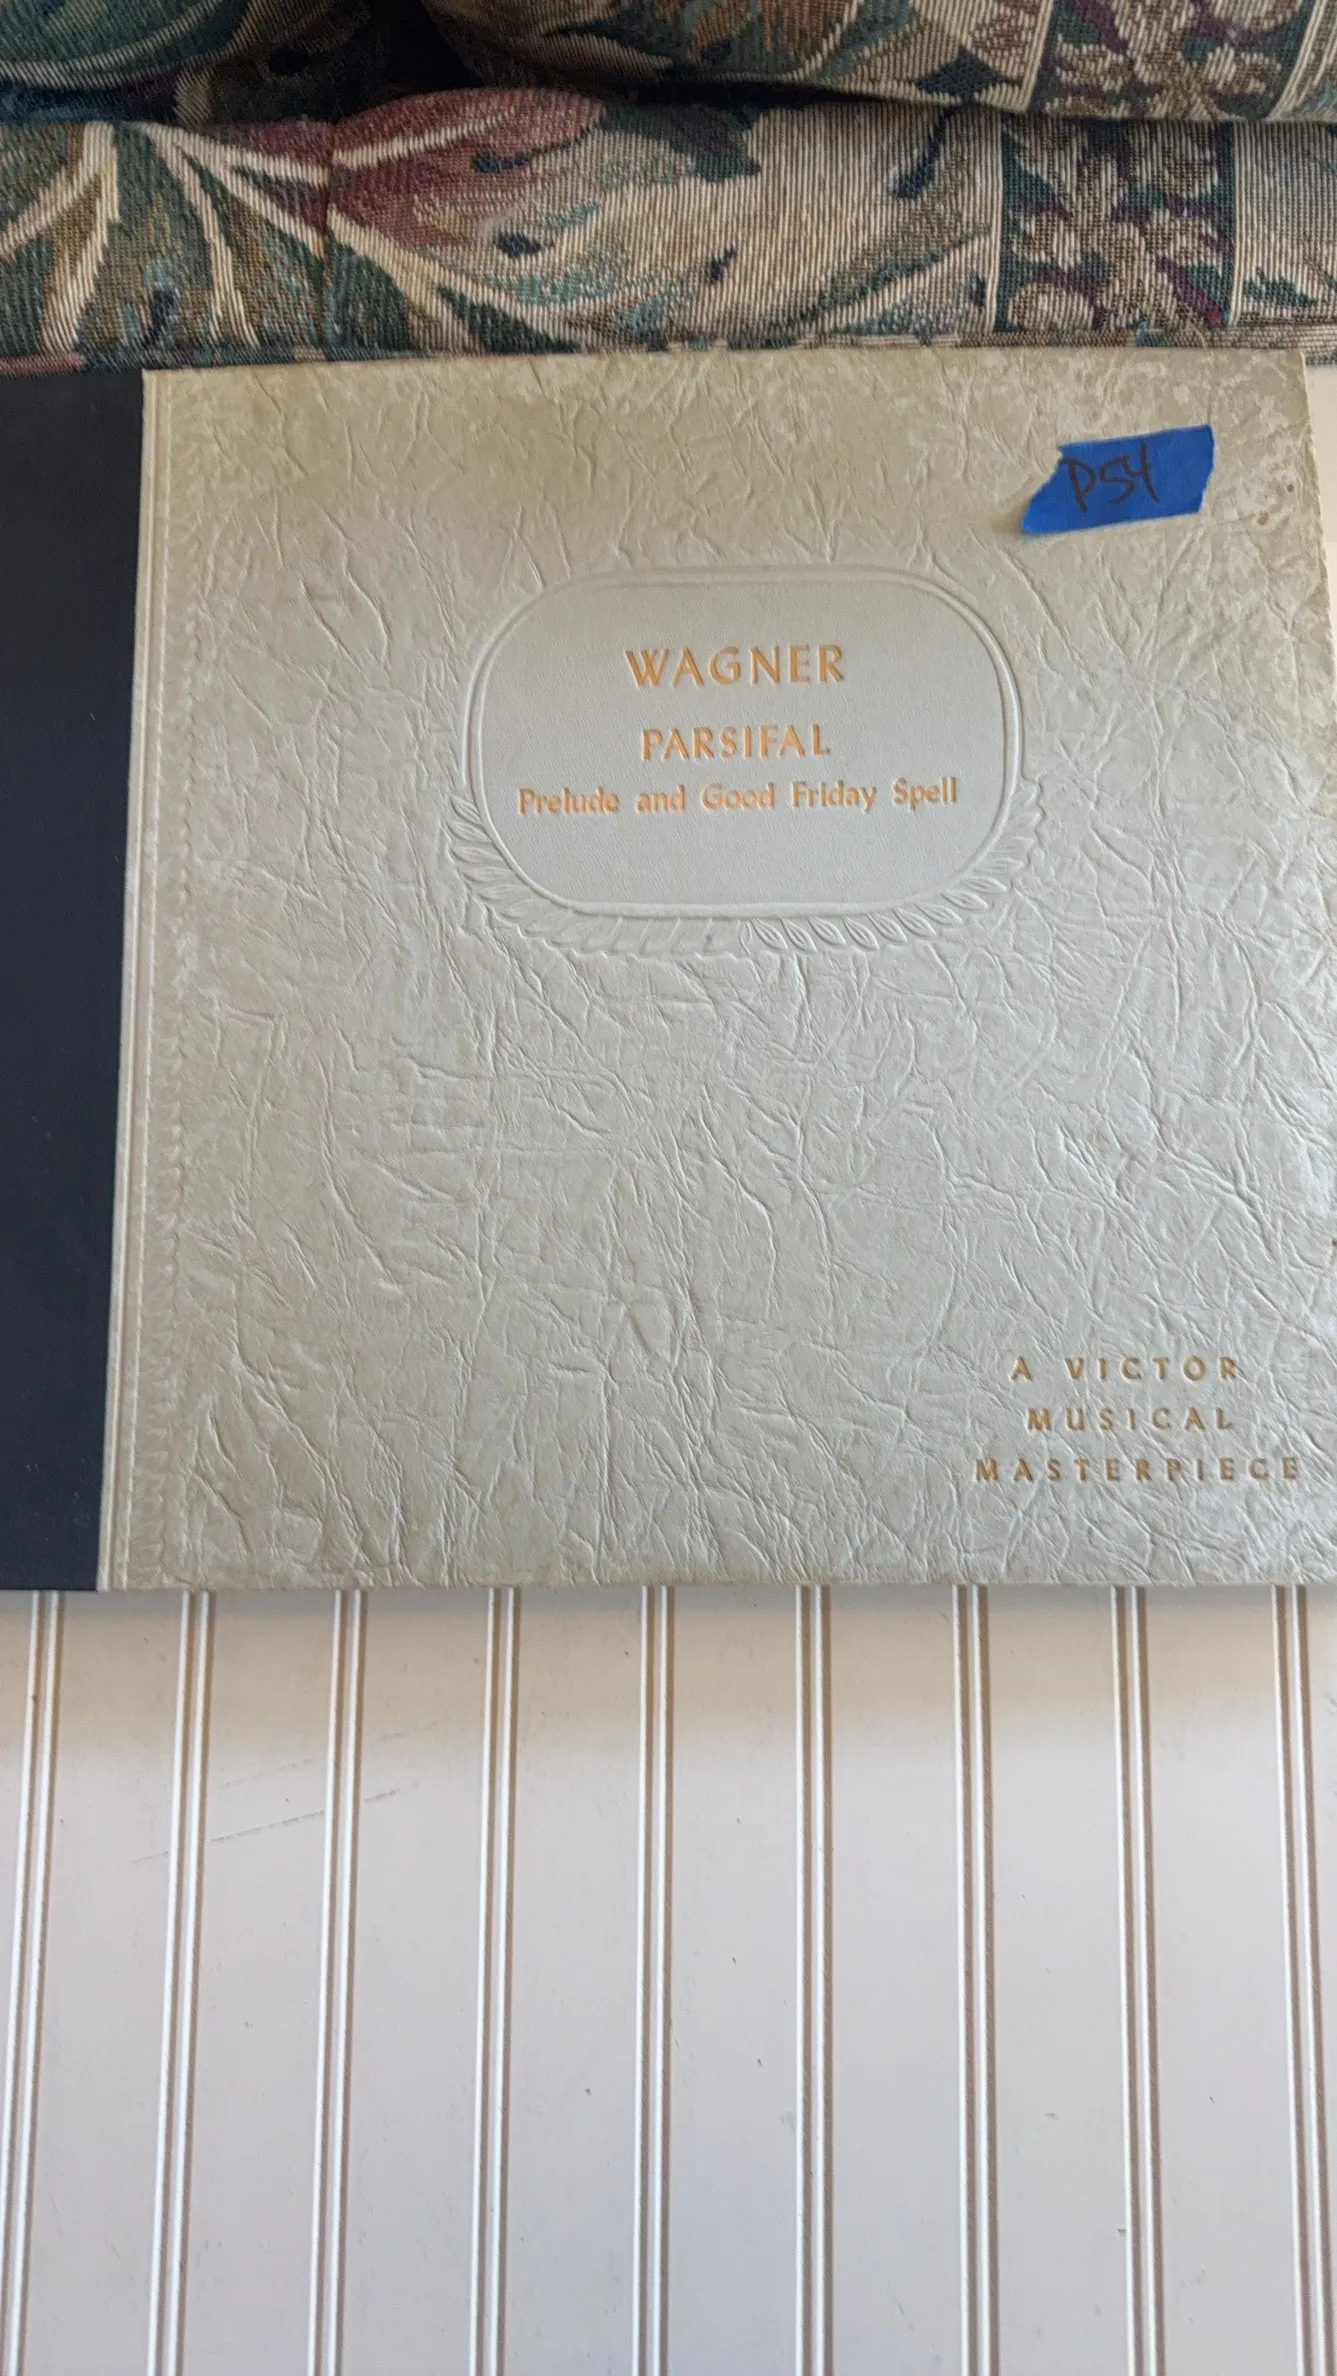 P54
WAGNER
PARSIFAL
Prelude and Good Friday Spell
A VICTOR
MUSICAL
MASTERPIECE